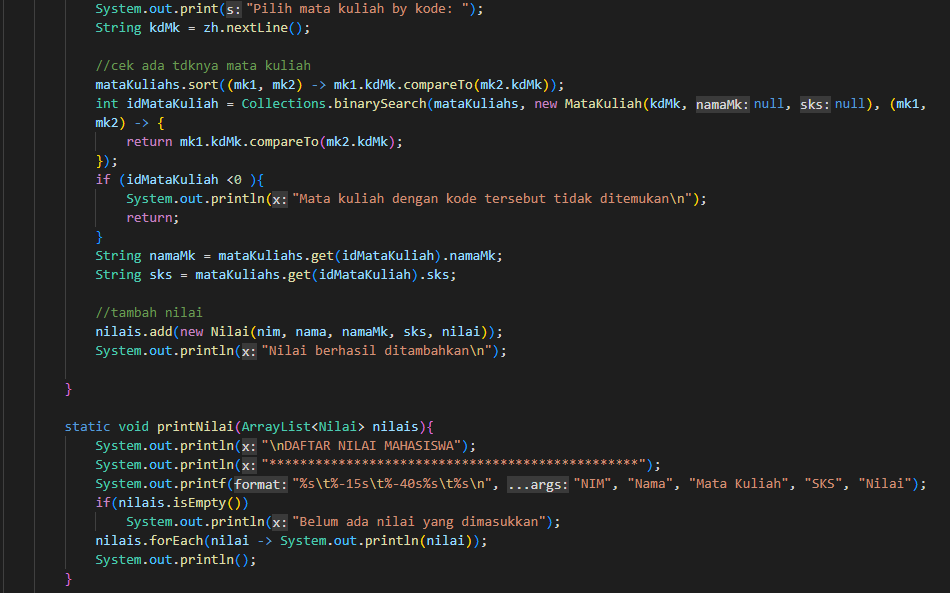 System.out.print(s: "Pilih mata kuliah by kode: ");
String kdMk = zh.nextLine();
//cek ada tdknya mata kuliah
mataKuliahs.sort((mk1, mk2) -> mk1.kdMk.compareTo(mk2.kdMk));
int idMataKuliah = Collections.binarySearch(mataKuliahs, new MataKuliah(kdMk, namaMk: null, sks: null), (mk1,
mk2) -> {
return mk1.kdMk.compareTo(mk2.kdMk);
});
if (idMataKuliah <0 ){
System.out.println(x: "Mata kuliah dengan kode tersebut tidak ditemukan\n");
return;
}
String namaMk = mataKuliahs.get(idMataKuliah).namaMk;
String sks = mataKuliahs.get(idMataKuliah).sks;
//tambah nilai
nilais.add(new Nilai(nim, nama, namaMk, sks, nilai));
System.out.println(x: "Nilai berhasil ditambahkan\n");
}
static void printNilai(ArrayList<Nilai> nilais){
System.out.println(x: "\nDAFTAR NILAI MAHASISWA");
System.out.println(x: "************************************************");
System.out.printf(format: "%s\t%-15s\t%-40s%s\t%s\n", ...args: "NIM", "Nama", "Mata Kuliah", "SKS", "Nilai");
if(nilais.isEmpty())
System.out.println(x: "Belum ada nilai yang dimasukkan");
nilais.forEach(nilai -> System.out.println(nilai));
System.out.println();
}